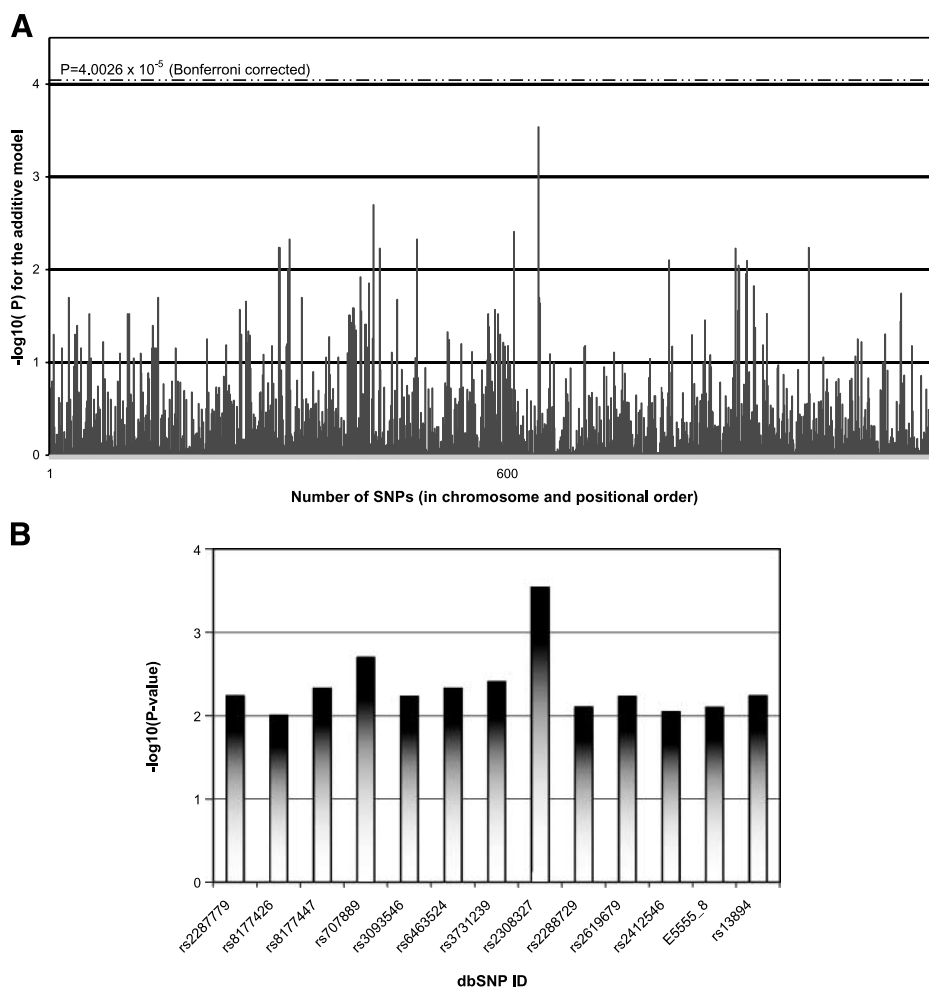 A
P=4.0026 x 10-5 (Bonferroni corrected)
-log10( P) for the additive model
4
3
2
1
0
1
600
Number of SNPs (in chromosome and positional order)
B
-log10(P-value)
4
3
2
1
0
rs2287779
rs8177426
rs8177447
rs707889
rs3093546
rs6463524
rs3731239
rs2308327
rs2288729
rs2619679
rs2412546
E5555_8
rs13894
dbSNP ID